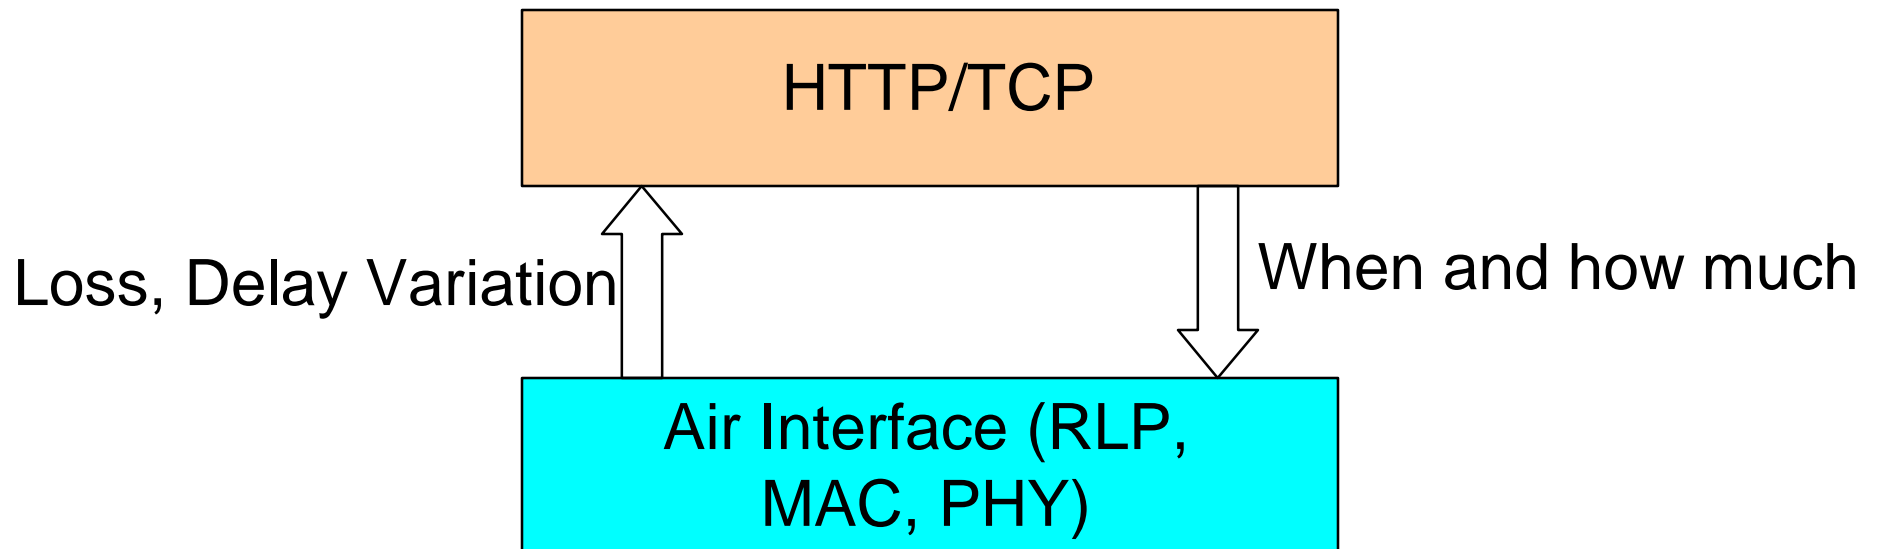 HTTP/TCP
Loss, Delay Variation
When and how much
Air Interface (RLP,
MAC, PHY)